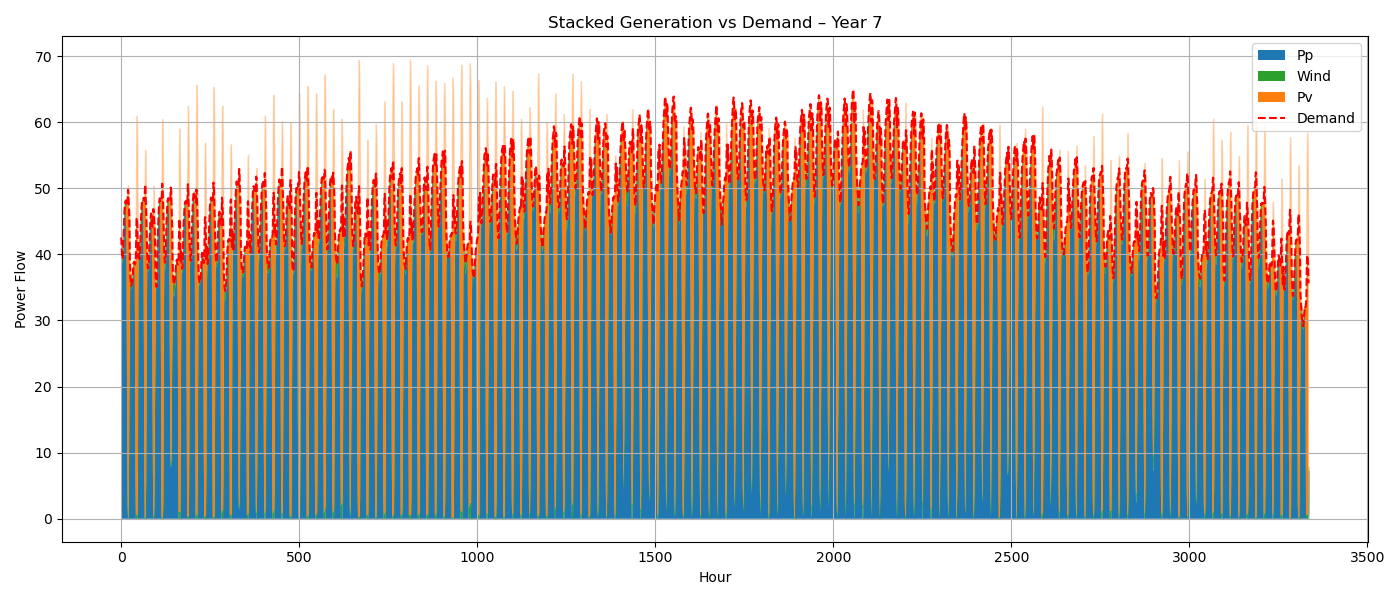 Stacked Generation vs Demand – Year 7
Pp
Wind
Pv
Demand
70
60
50
40
30
20
10
0
Power Flow
0 500 1000 1500 2000 2500 3000 3500
Hour